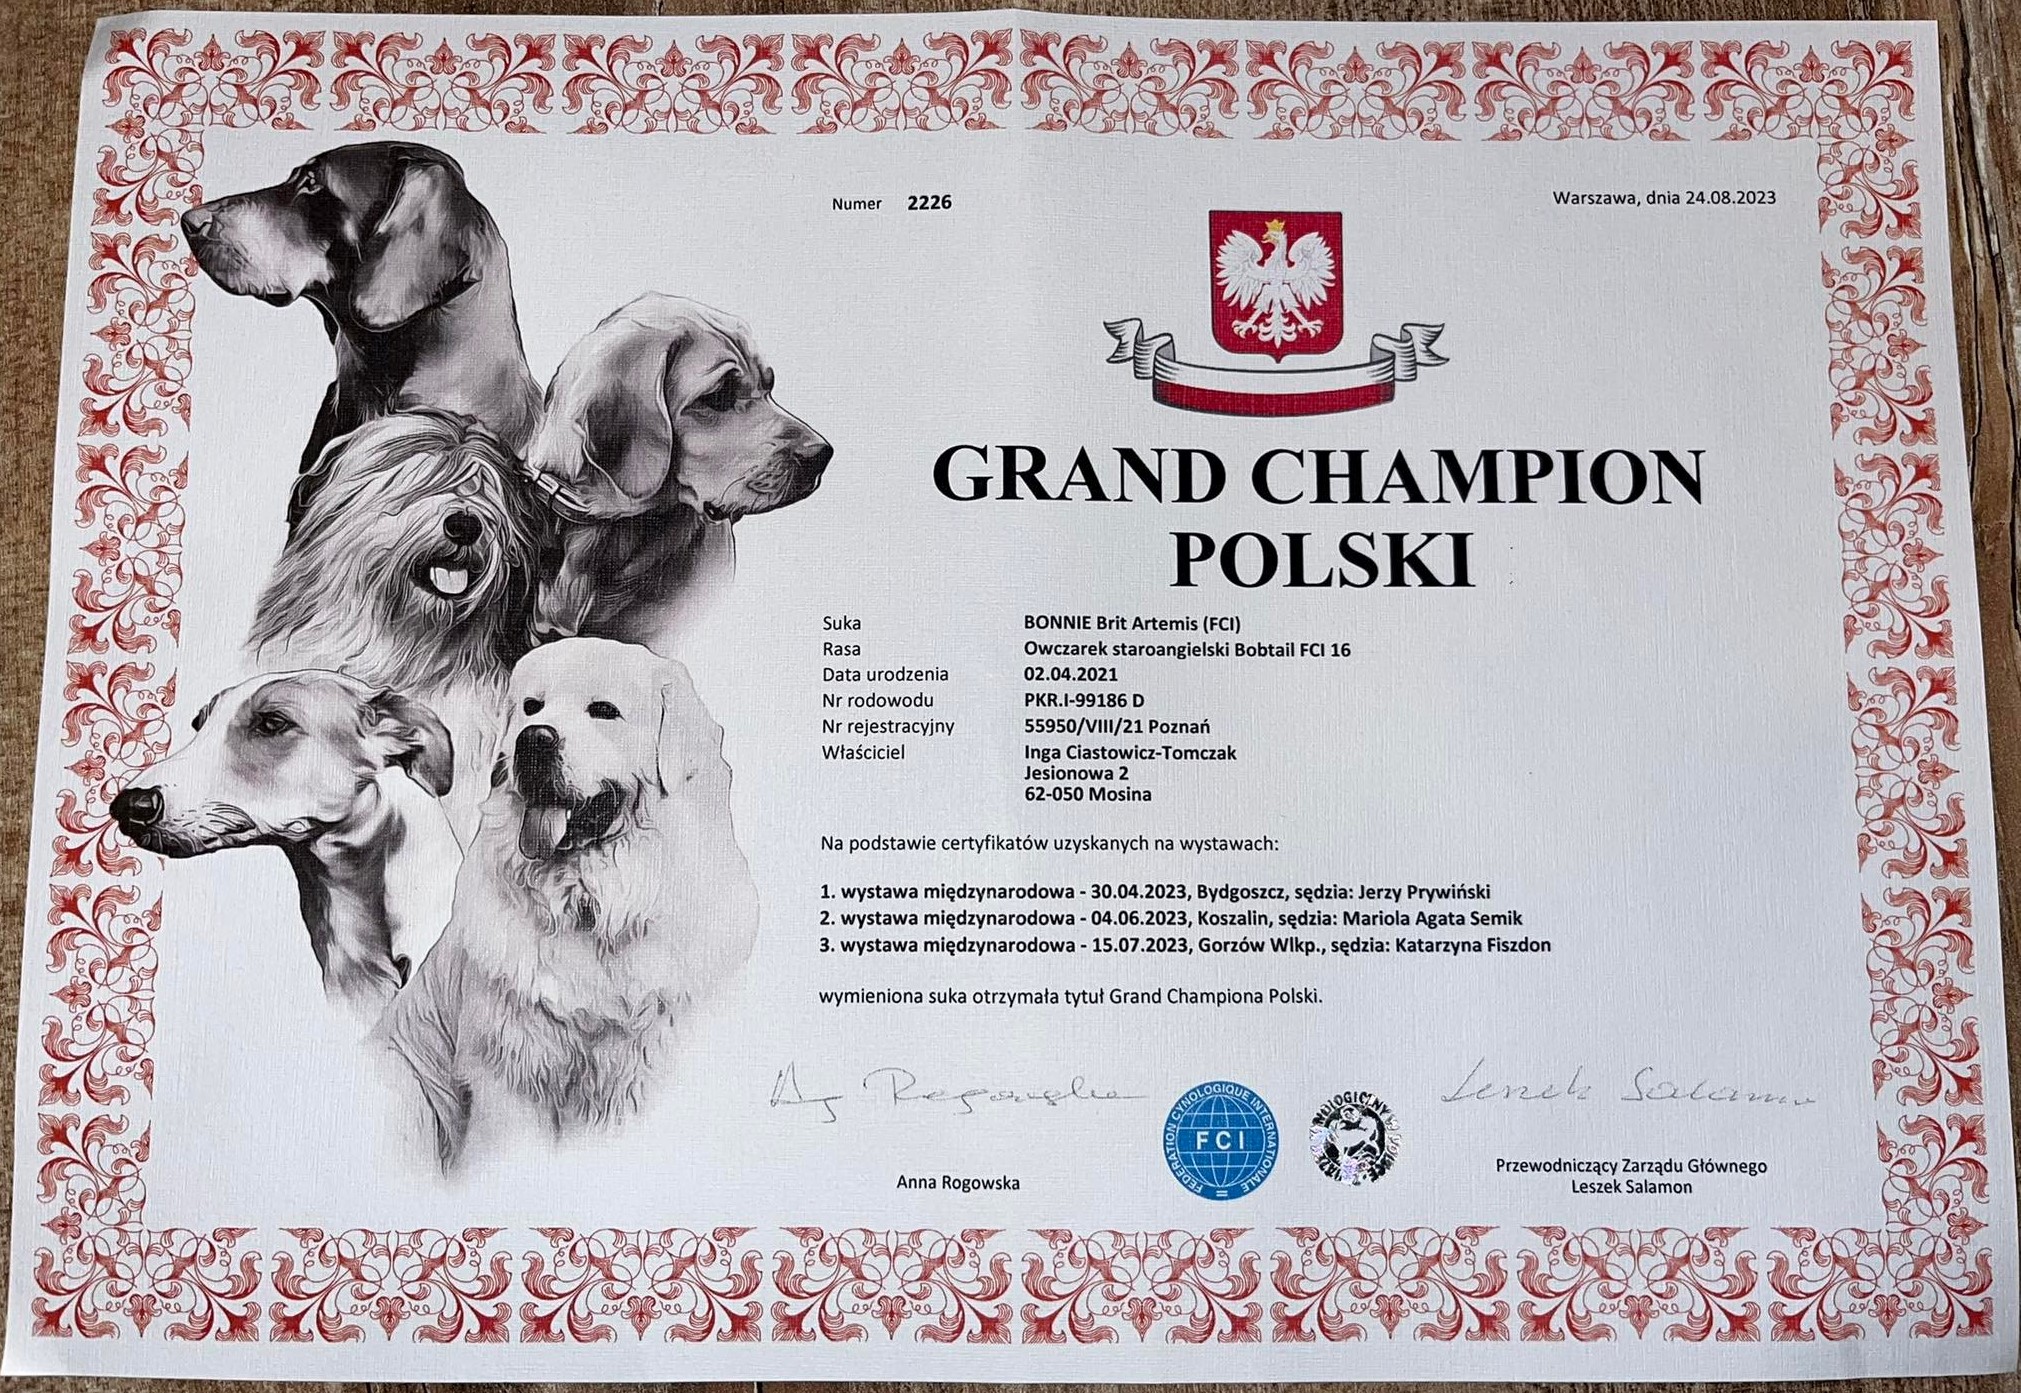 Numer 2226
Warszawa, dnia 24.08.2023
GRAND CHAMPION
POLSKI
Suka BONNIE Brit Artemis (FCI)
Rasa Owczarek staroangielski Bobtail FCI 16
Data urodzenia 02.04.2021
Nr rodowodu PKR.I-99186 D
Nr rejestracyjny 55950/VIII/21 Poznań
Właściciel Inga Ciastowicz-Tomczak
Jesionowa 2
62-050 Mosina
Na podstawie certyfikatów uzyskanych na wystawach:
1. wystawa międzynarodowa - 30.04.2023, Bydgoszcz, sędzia: Jerzy Prywiński
2. wystawa międzynarodowa - 04.06.2023, Koszalin, sędzia: Mariola Agata Semik
3. wystawa międzynarodowa - 15.07.2023, Gorzów Wlkp., sędzia: Katarzyna Fiszdon
wymieniona suka otrzymała tytuł Grand Championa Polski.
Leszek Salamon
FEDERATION CYNOLOGIQUE INTERNATIONALE
FCI
Anna Rogowska
Przewodniczący Zarządu Głównego
Leszek Salamon